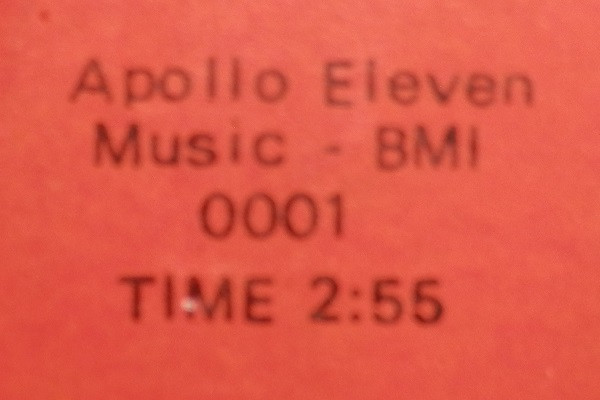 Apollo Eleven
Music - BMI
0001
TIME 2:55